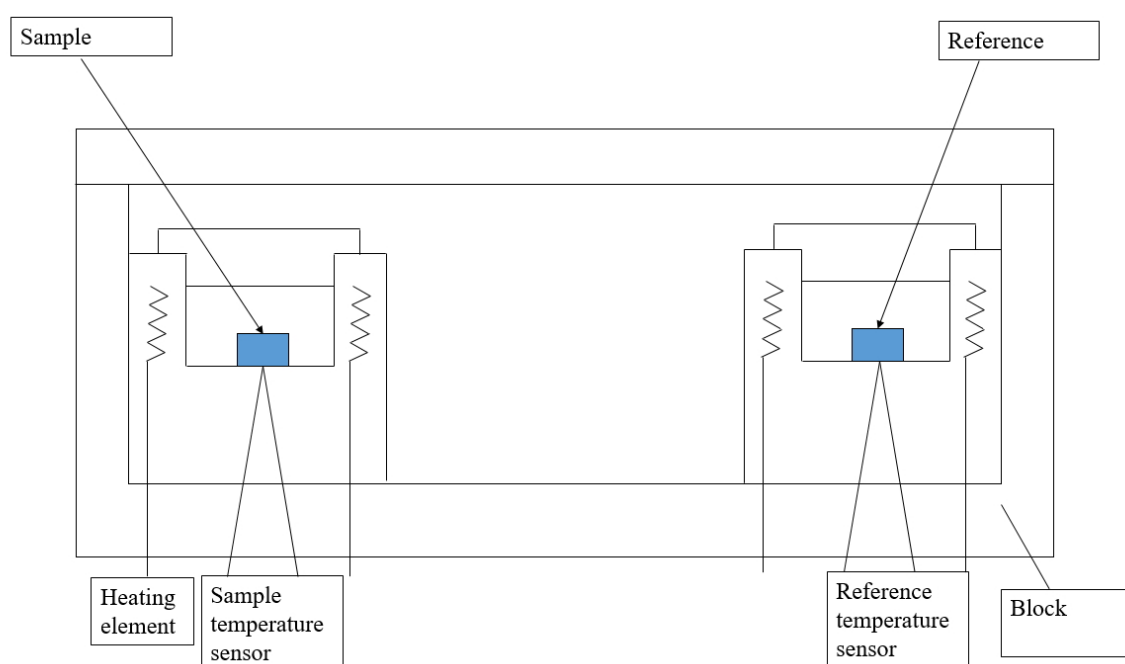 Sample
Reference
Heating
element
Sample
temperature
sensor
Reference
temperature
sensor
Block